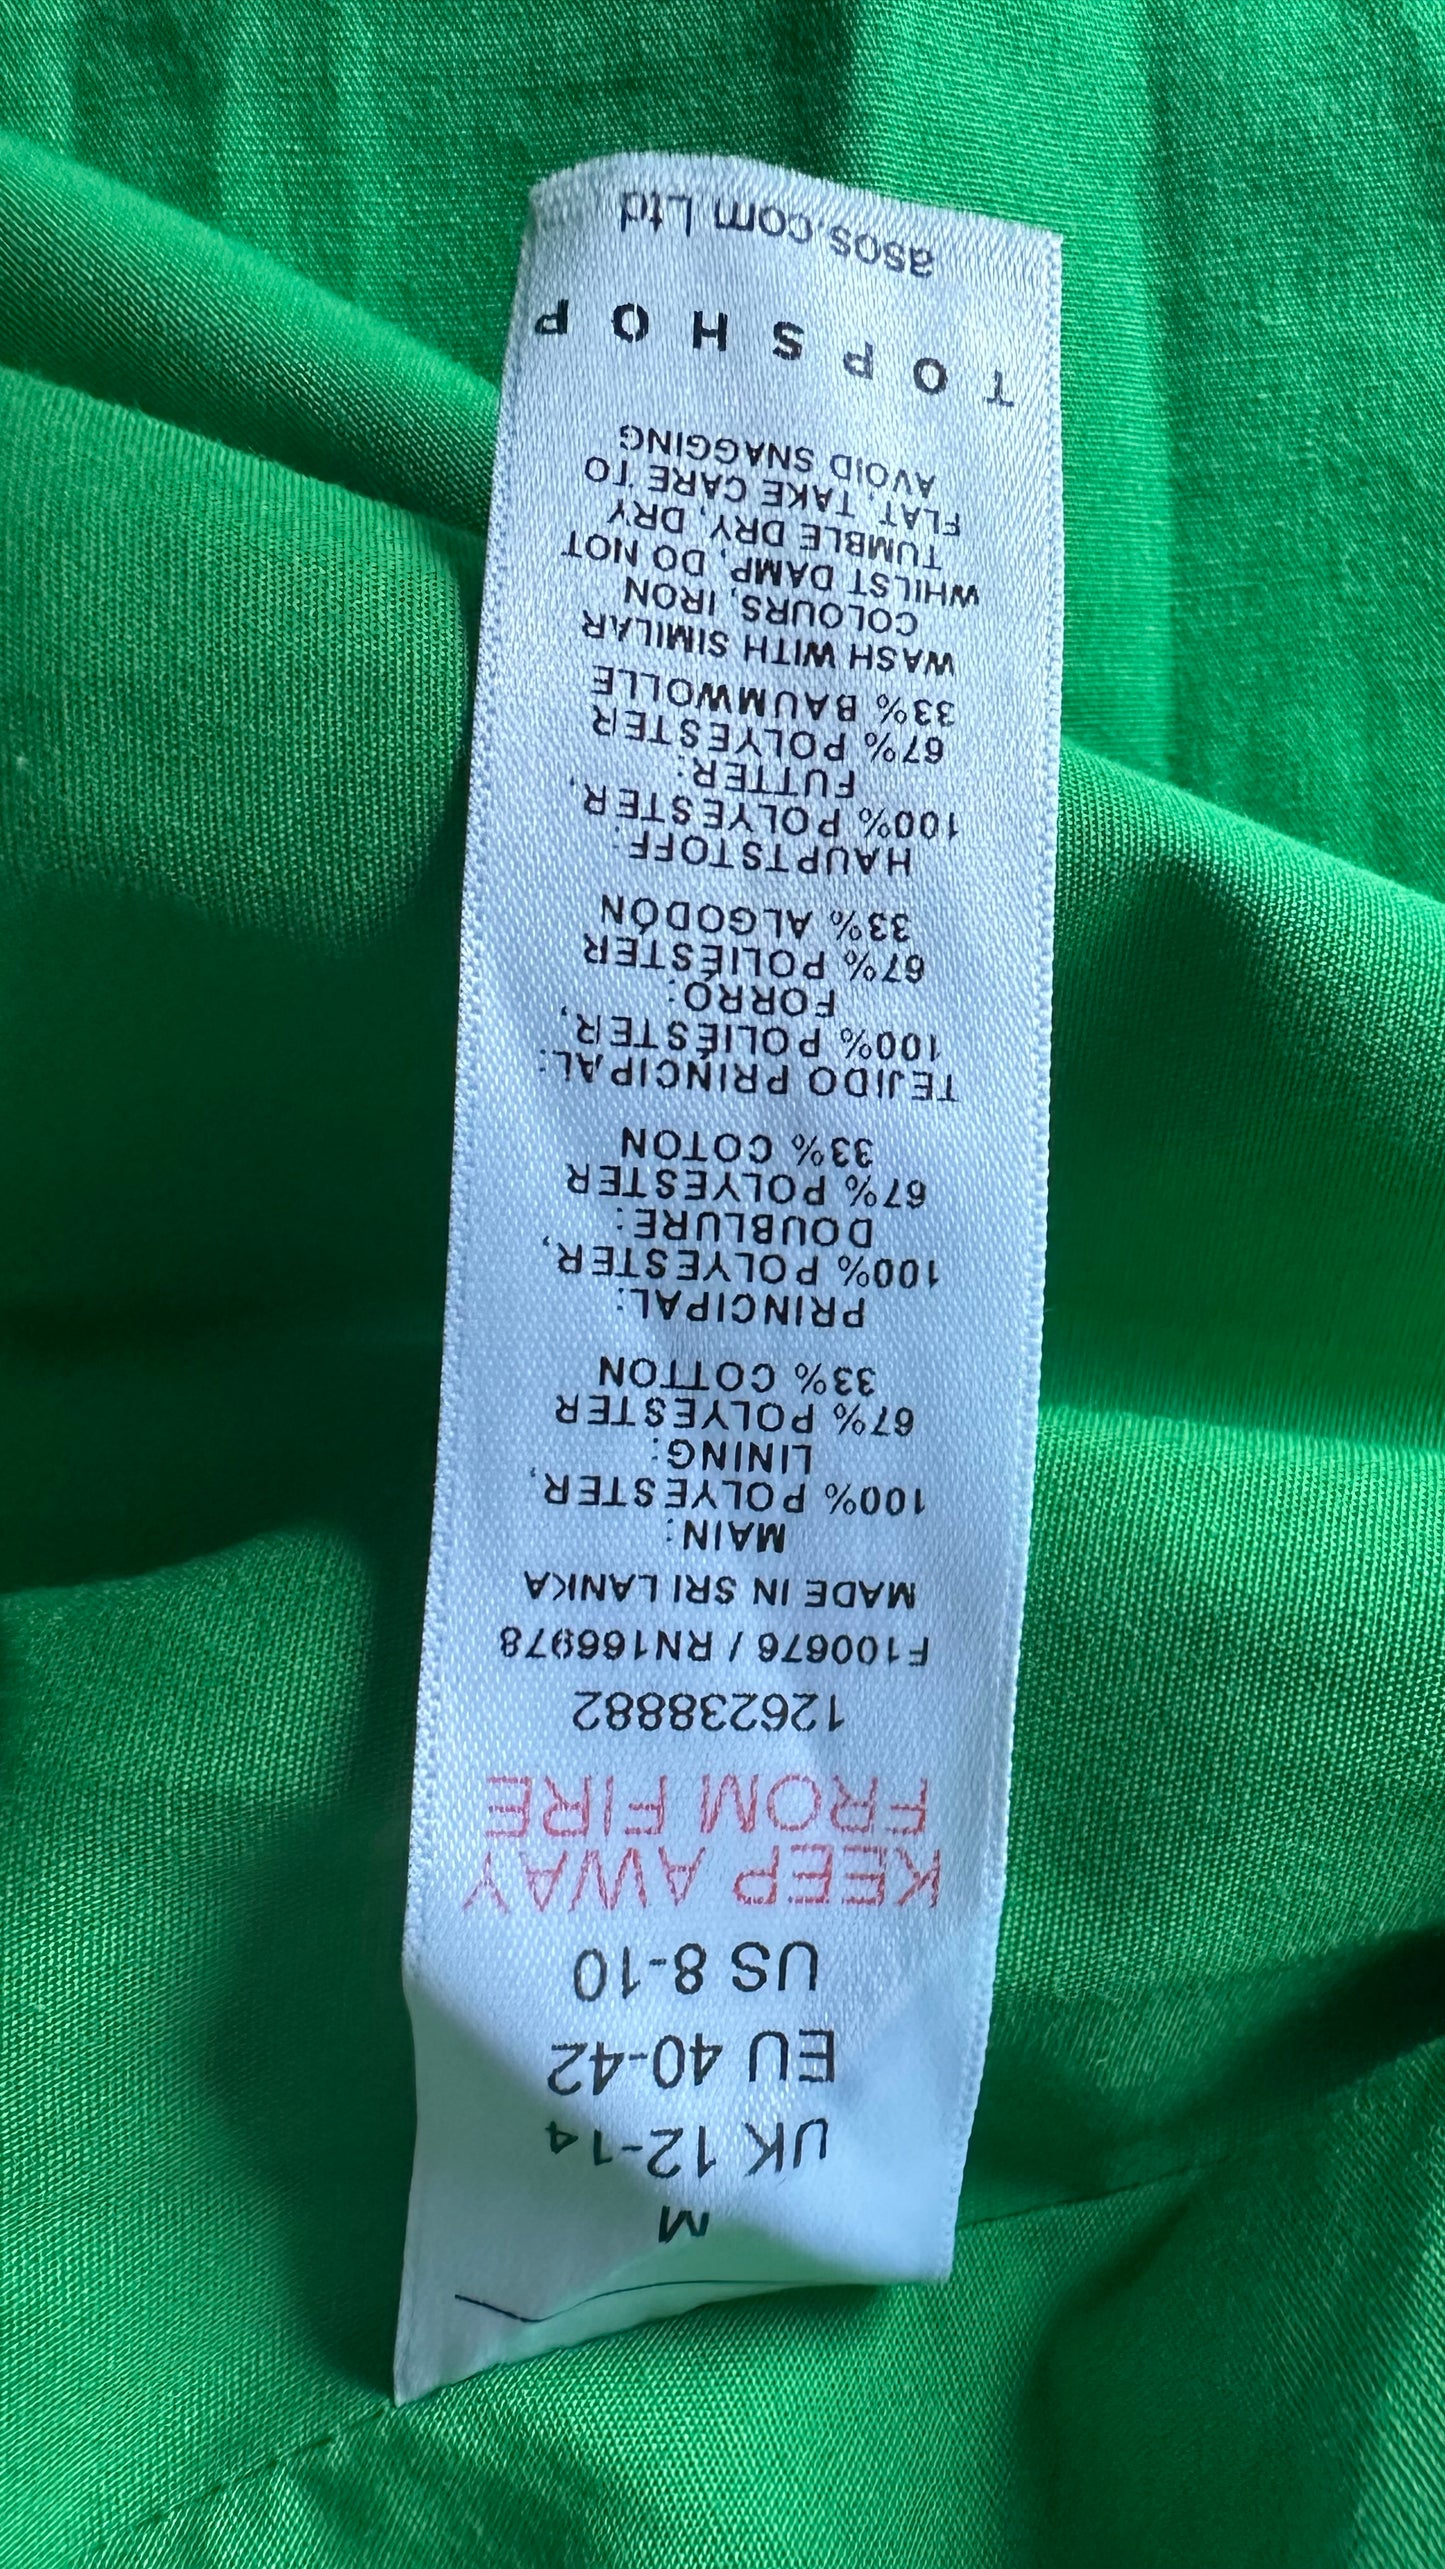 M
UK 12-14
EU 40-42
US 8-10
KEEP AWAY
FROM FIRE
126238882
F100676 / RN166978
MADE IN SRI LANKA
MAIN:
100% POLYESTER,
LINING:
67% POLYESTER
33% COTTON
PRINCIPAL:
100% POLYESTER,
DOUBLURE:
67% POLYESTER
33% COTON
TEJIDO PRINCIPAL:
100% POLIÉSTER,
FORRO:
67% POLIÉSTER
33% ALGODÓN
HAUPTSTOFF:
100% POLYESTER,
FUTTER:
67% POLYESTER
33% BAUMWOLLE
WASH WITH SIMILAR
COLOURS, IRON
WHILST DAMP, DO NOT
TUMBLE DRY, DRY
FLAT, TAKE CARE TO
AVOID SNAGGING
TOPSHOP
asos.com Ltd